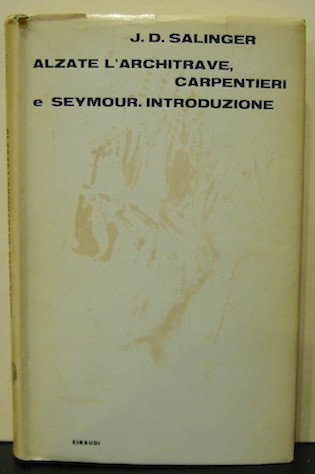 J. D. SALINGER
ALZATE L'ARCHITRAVE,
CARPENTIERI
e SEYMOUR. INTRODUZIONE
EINAUDI